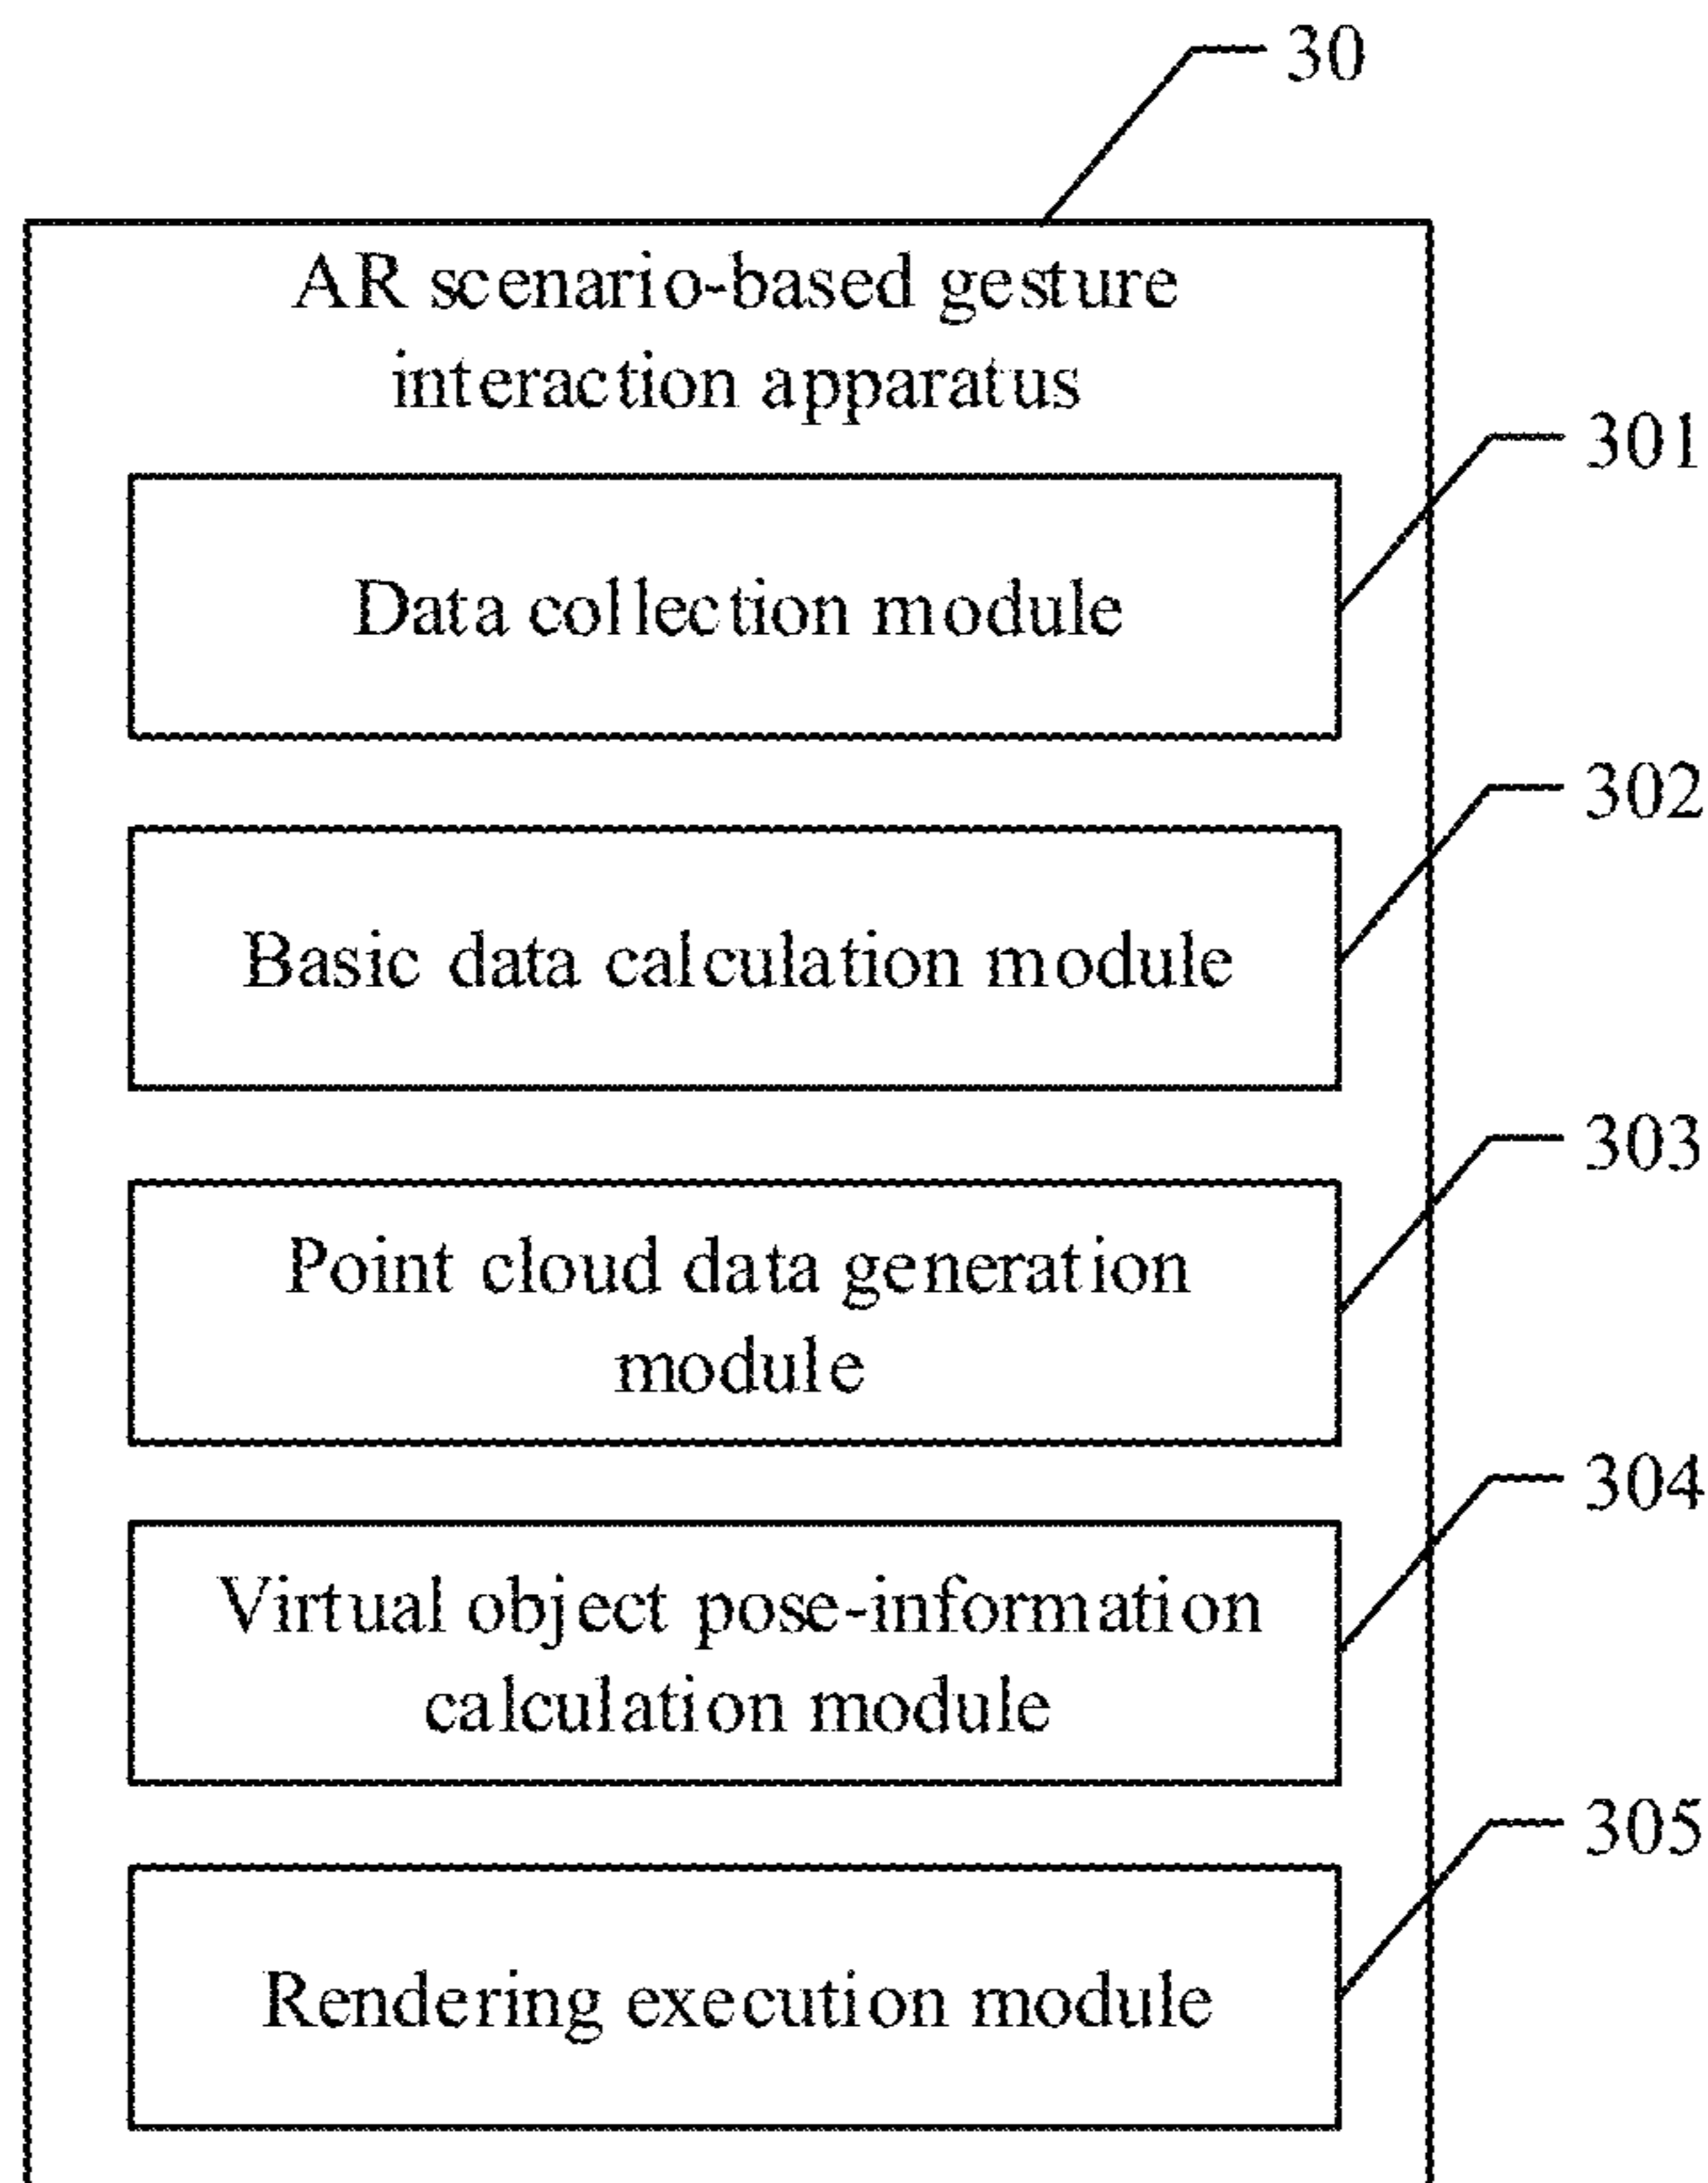 30
AR scenario-based gesture
interaction apparatus
301
Data collection module
302
Basic data calculation module
303
Point cloud data generation
module
304
Virtual object pose-information
calculation module
305
Rendering execution module